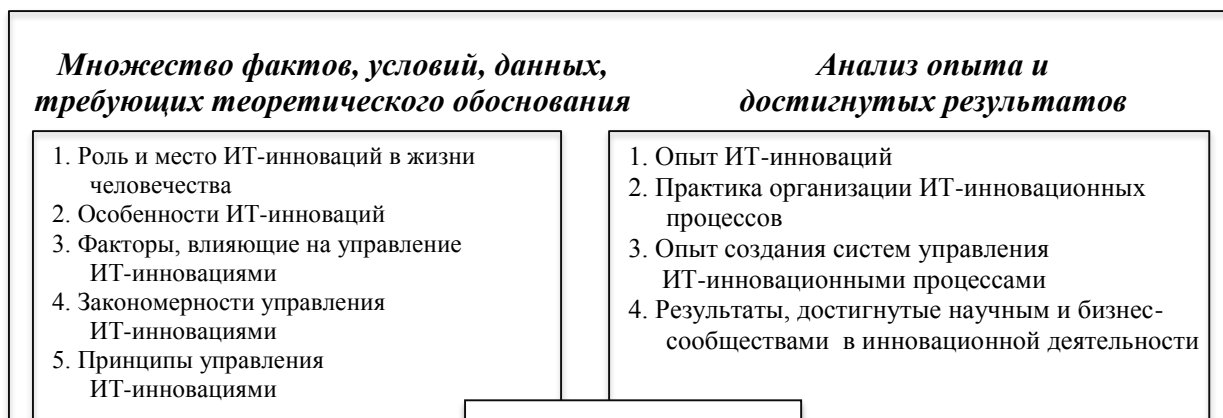 Множество фактов, условий, данных,
требующих теоретического обоснования
1. Роль и место ИТ-инноваций в жизни
человечества
2. Особенности ИТ-инноваций
3. Факторы, влияющие на управление
ИТ-инновациями
4. Закономерности управления
ИТ-инновациями
5. Принципы управления
ИТ-инновациями
Анализ опыта и
достигнутых результатов
1. Опыт ИТ-инноваций
2. Практика организации ИТ-инновационных
процессов
3. Опыт создания систем управления
ИТ-инновационными процессами
4. Результаты, достигнутые научным и бизнес-
сообществами в инновационной деятельности